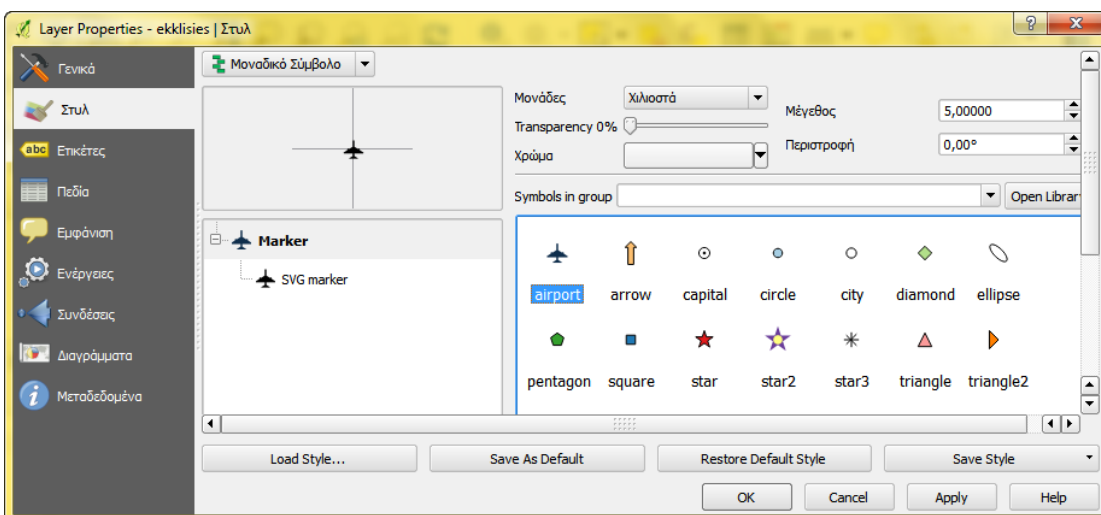 Layer Properties - ekklisies | Στυλ
Γενικά
Στυλ
abc Ετικέτες
Πεδία
Εμφάνιση
Ενέργειες
Συνδέσεις
Διαγράμματα
Μεταδεδομένα
Μοναδικό Σύμβολο
Μονάδες Χιλιοστά
Transparency 0%
Χρώμα
Μέγεθος 5,00000
Περιστροφή 0,00°
Symbols in group Open Librar
Marker
SVG marker
airport arrow capital circle city diamond ellipse
pentagon square star star2 star3 triangle triangle2
Load Style... Save As Default Restore Default Style Save Style
OK Cancel Apply Help